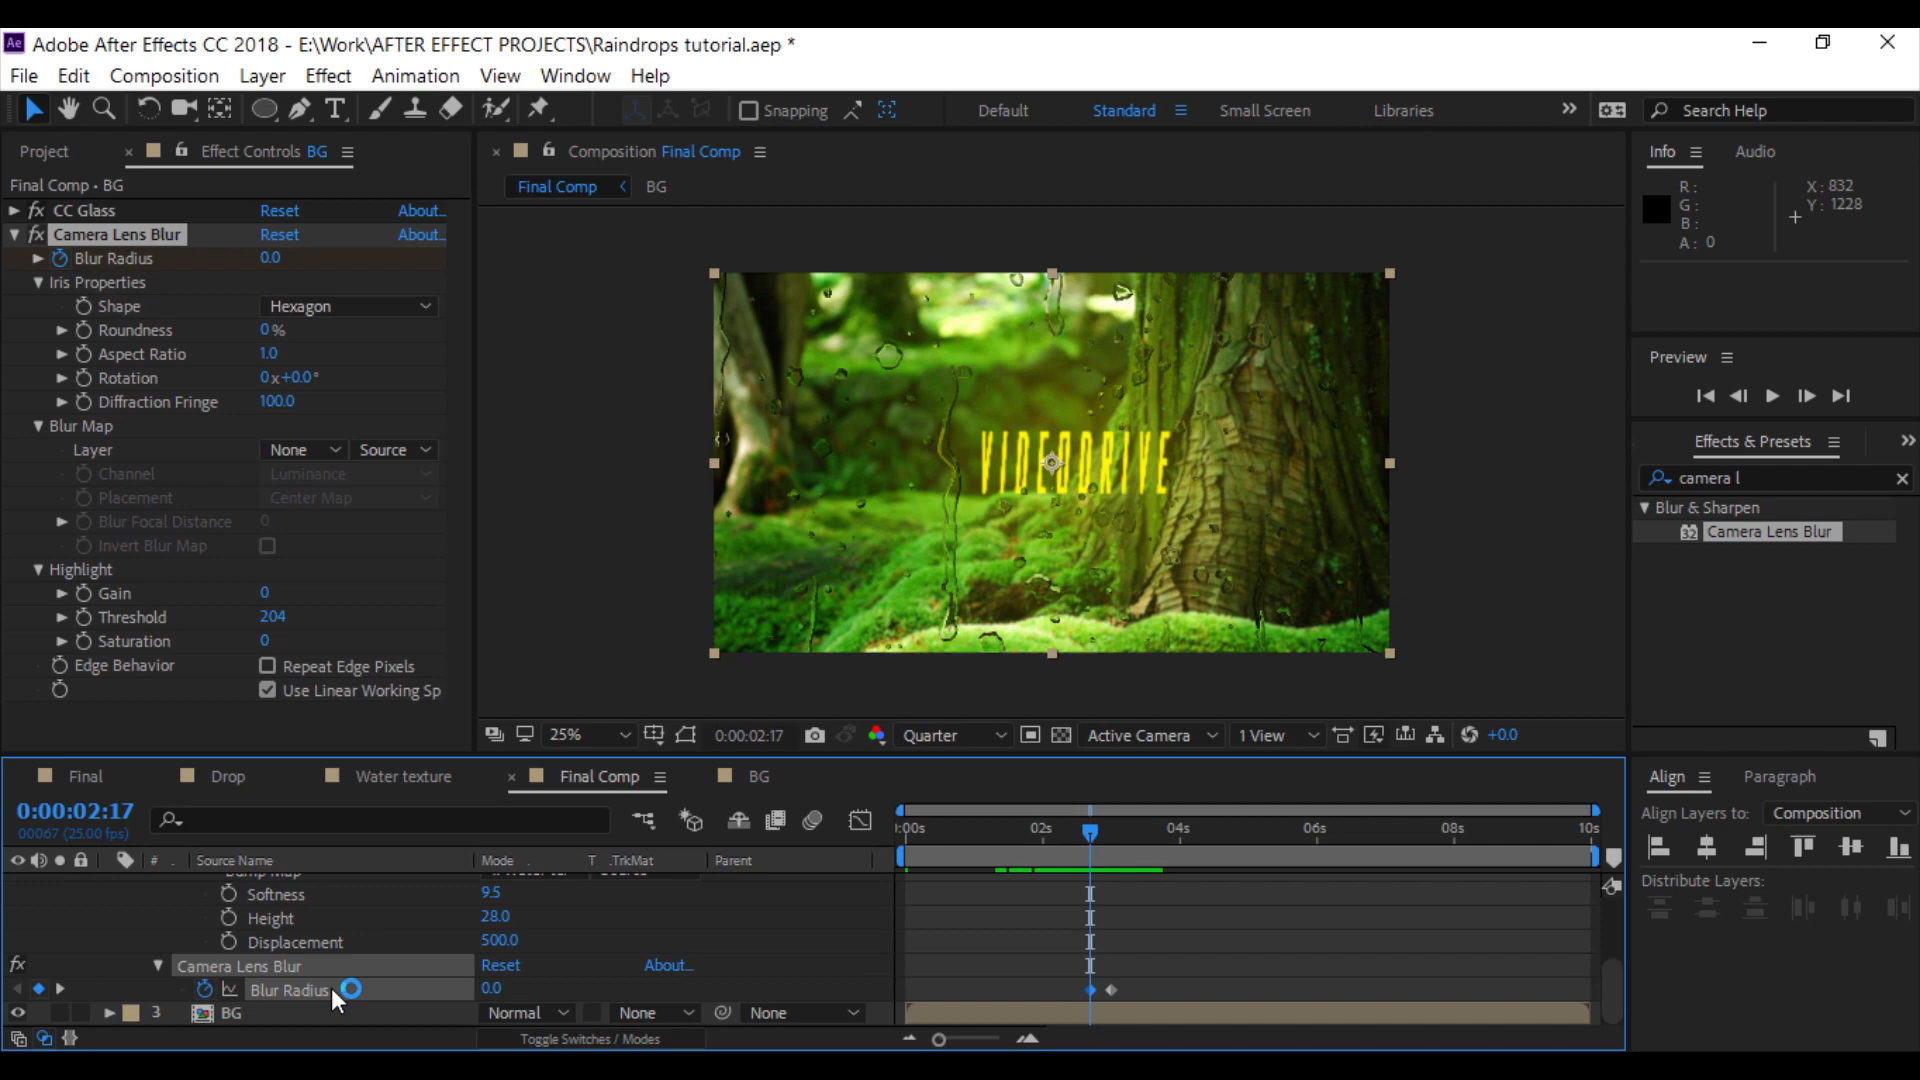 Ae Adobe After Effects CC 2018 - E:\Work\AFTER EFFECT PROJECTS\Raindrops tutorial.aep *
File Edit Composition Layer Effect Animation View Window Help
Snapping Default Standard Small Screen Libraries Search Help
Project Effect Controls BG Composition Final Comp Info Audio
Final Comp • BG
Final Comp BG
R: X: 832
G: Y: 1228
B:
A: 0
fx CC Glass Reset About...
fx Camera Lens Blur Reset About...
Blur Radius 0.0
Iris Properties
Shape Hexagon
Roundness 0%
Aspect Ratio 1.0
Rotation 0x+0.0°
Diffraction Fringe 100.0
Blur Map
Layer None Source
Channel Luminance
Placement Center Map
Blur Focal Distance 0
Invert Blur Map
Highlight
Gain 0
Threshold 204
Saturation 0
Edge Behavior Repeat Edge Pixels
Use Linear Working Sp
VIDEODRIVE
Preview
Effects & Presets
camera l
Blur & Sharpen
32 Camera Lens Blur
25% 0:00:02:17 Quarter Active Camera 1 View +0.0
Final Drop Water texture Final Comp BG
0:00:02:17
00067 (25.00 fps)
:00s 02s 04s 06s 08s 10s
# Source Name Mode T .TrkMat Parent
Softness 9.5
Height 28.0
Displacement 500.0
fx Camera Lens Blur Reset About...
Blur Radius 0.0
3 BG Normal None None
Toggle Switches / Modes
Align Paragraph
Align Layers to: Composition
Distribute Layers: